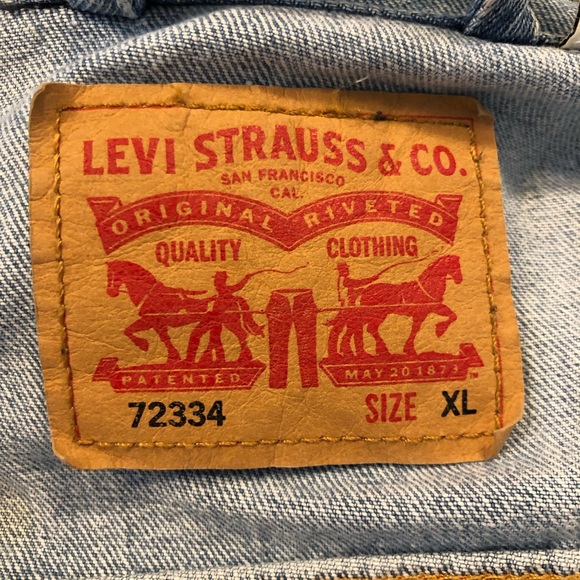 LEVI STRAUSS & CO.
SAN FRANCISCO
CAL.
ORIGINAL RIVETED
QUALITY CLOTHING
PATENTED MAY 20 1873
72334 SIZE XL